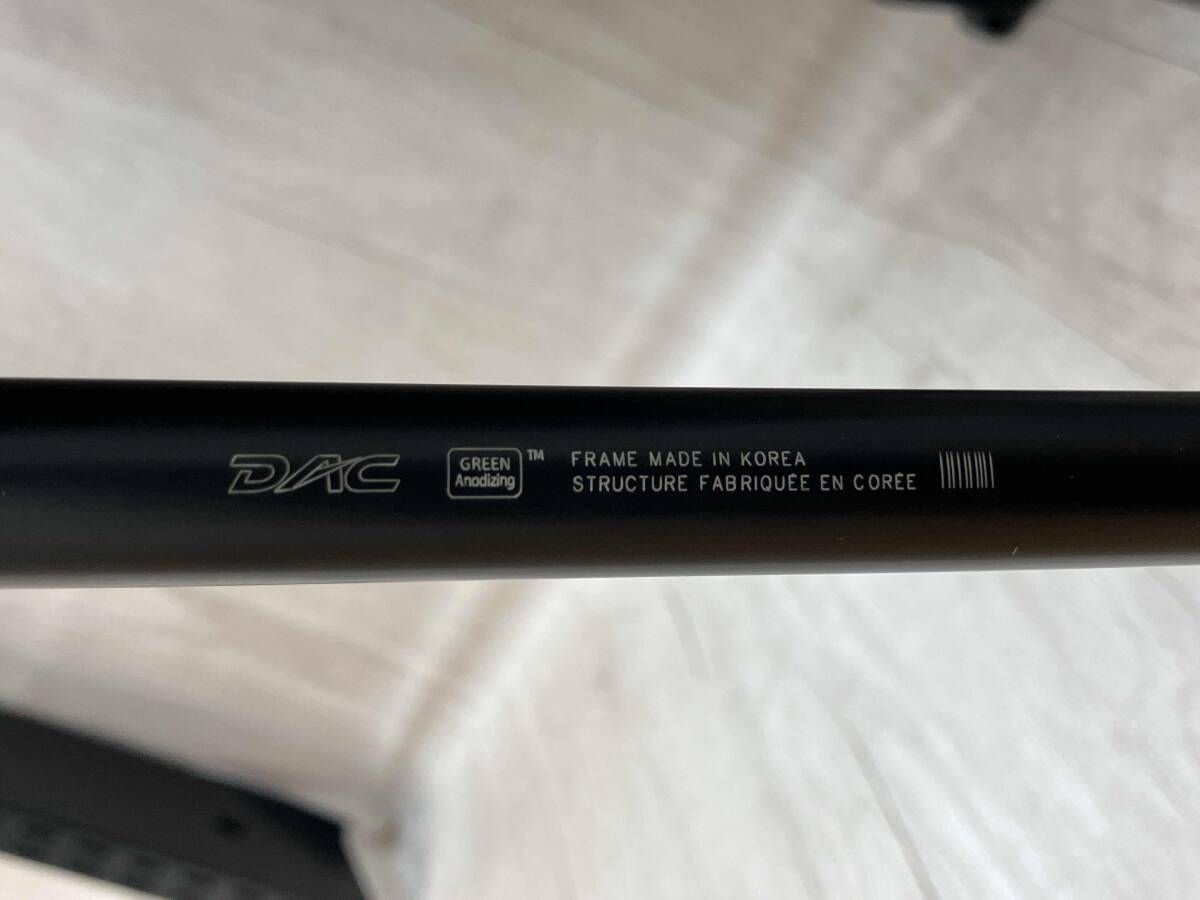 DAC
GREEN
Anodizing ™
FRAME MADE IN KOREA
STRUCTURE FABRIQUÉE EN CORÉE